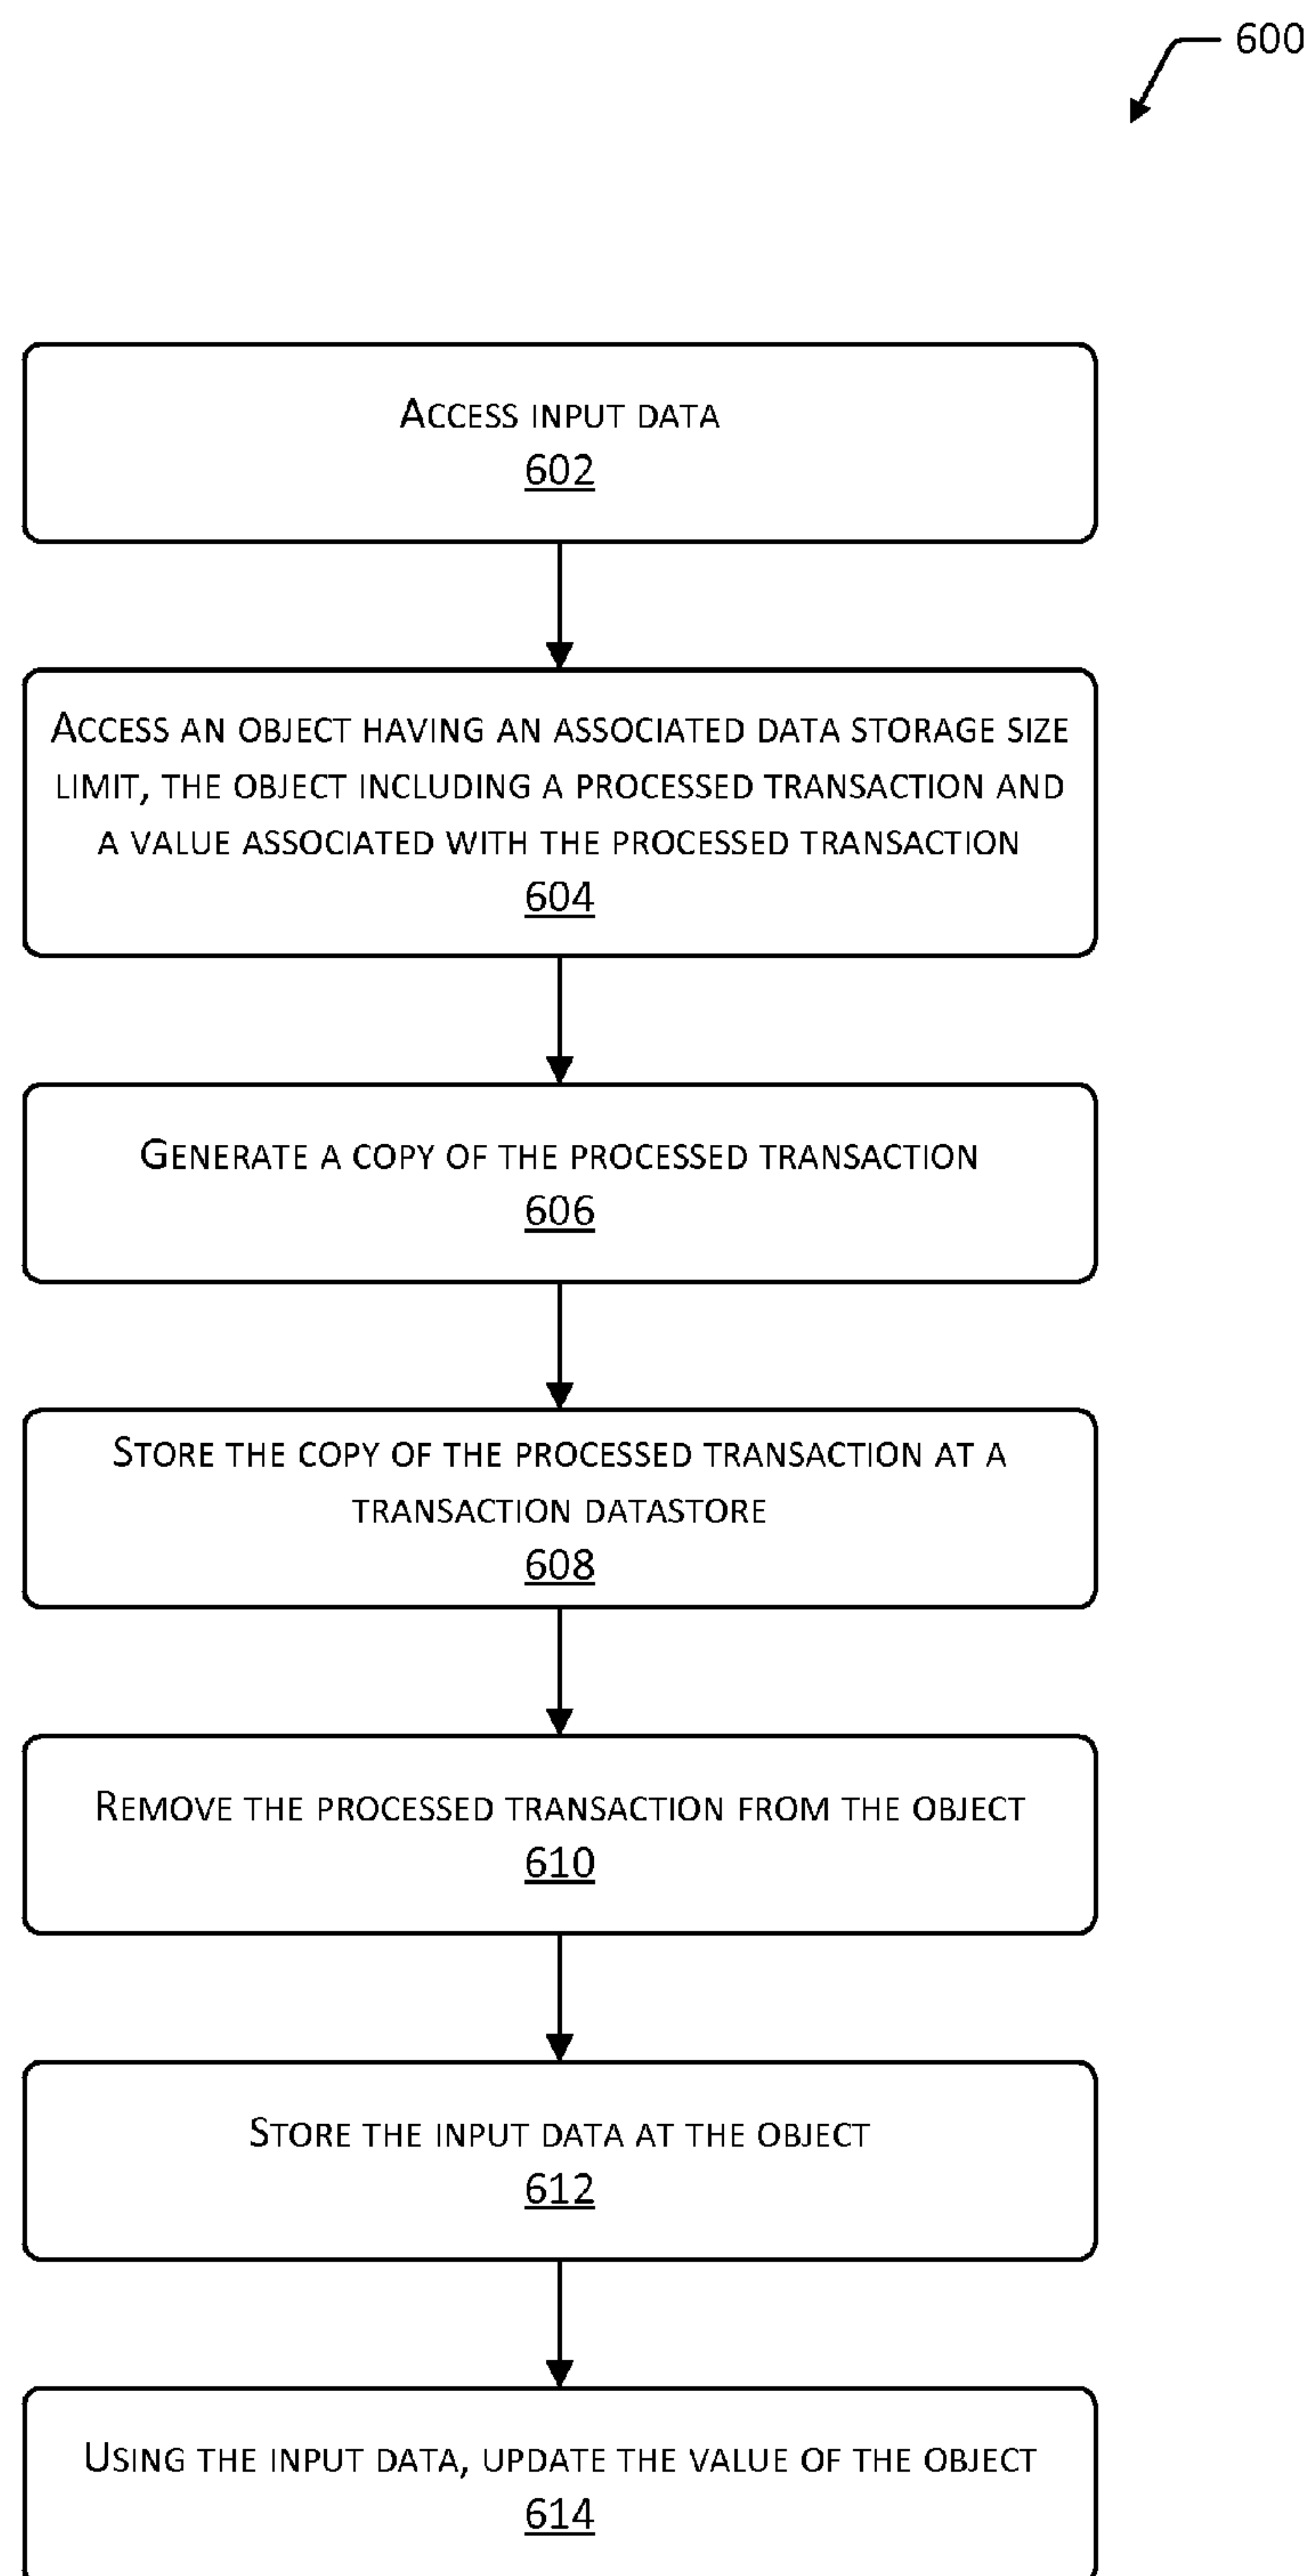 600
ACCESS INPUT DATA
602
ACCESS AN OBJECT HAVING AN ASSOCIATED DATA STORAGE SIZE
LIMIT, THE OBJECT INCLUDING A PROCESSED TRANSACTION AND
A VALUE ASSOCIATED WITH THE PROCESSED TRANSACTION
604
GENERATE A COPY OF THE PROCESSED TRANSACTION
606
STORE THE COPY OF THE PROCESSED TRANSACTION AT A
TRANSACTION DATASTORE
608
REMOVE THE PROCESSED TRANSACTION FROM THE OBJECT
610
STORE THE INPUT DATA AT THE OBJECT
612
USING THE INPUT DATA, UPDATE THE VALUE OF THE OBJECT
614